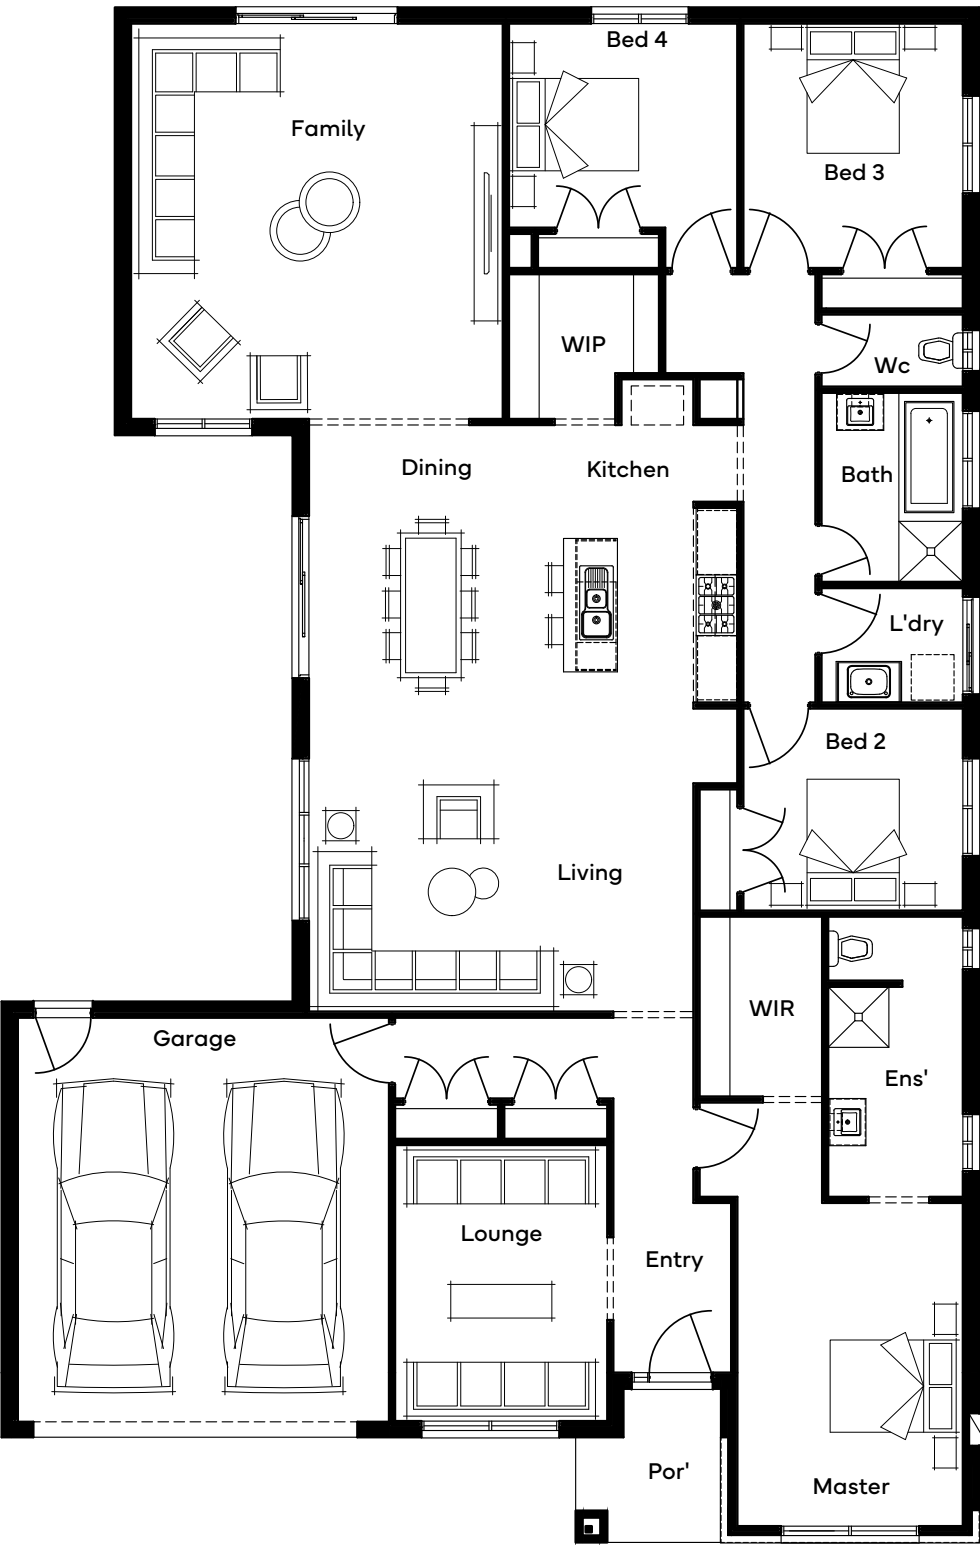 Bed 4
Family
Bed 3
WIP
Wc
Dining
Kitchen
Bath
L'dry
Bed 2
Living
WIR
Garage
Ens'
Lounge
Entry
Por'
Master